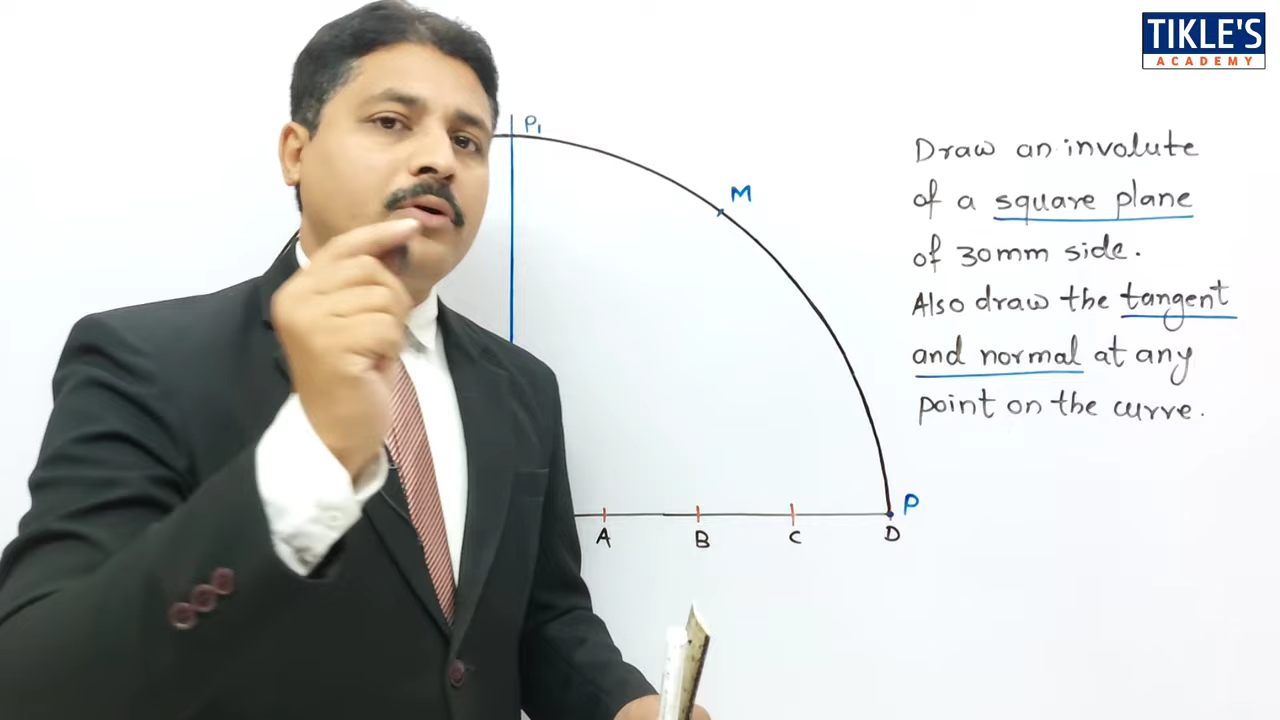 TIKLE'S
ACADEMY
P₁
M
Draw an involute
of a square plane
of 30mm side.
Also draw the tangent
and normal at any
point on the curve.
P
A B C D